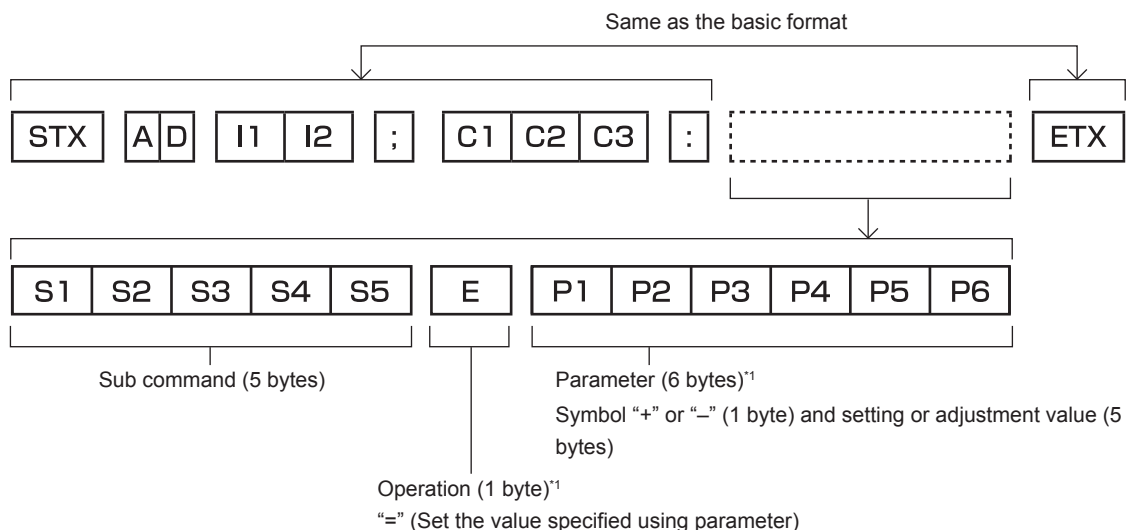 Same as the basic format
STX A D I1 I2 ; C1 C2 C3 : ETX
S1 S2 S3 S4 S5 E P1 P2 P3 P4 P5 P6
Sub command (5 bytes)
Parameter (6 bytes)*1
Symbol “+” or “–” (1 byte) and setting or adjustment value (5
bytes)
Operation (1 byte)*1
“=” (Set the value specified using parameter)